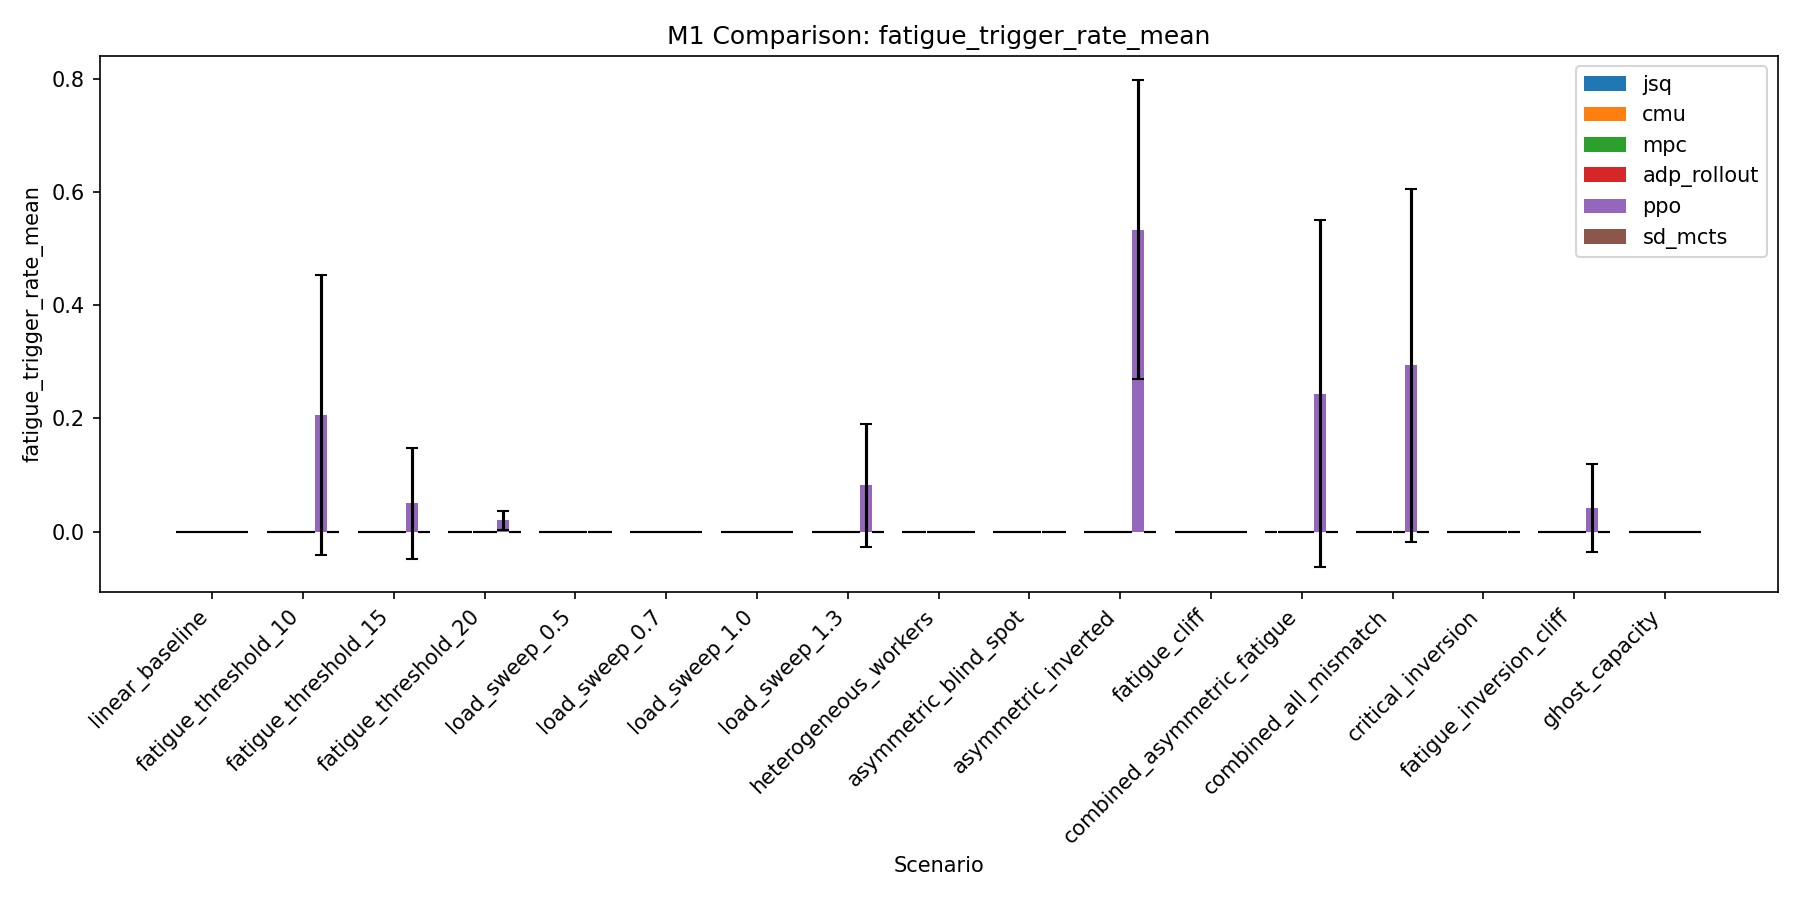 M1 Comparison: fatigue_trigger_rate_mean
fatigue_trigger_rate_mean
0.8
0.6
0.4
0.2
0.0
jsq
cmu
mpc
adp_rollout
ppo
sd_mcts
linear_baseline
fatigue_threshold_10
fatigue_threshold_15
fatigue_threshold_20
load_sweep_0.5
load_sweep_0.7
load_sweep_1.0
load_sweep_1.3
heterogeneous_workers
asymmetric_blind_spot
asymmetric_inverted
fatigue_cliff
combined_asymmetric_fatigue
combined_all_mismatch
critical_inversion
fatigue_inversion_cliff
ghost_capacity
Scenario